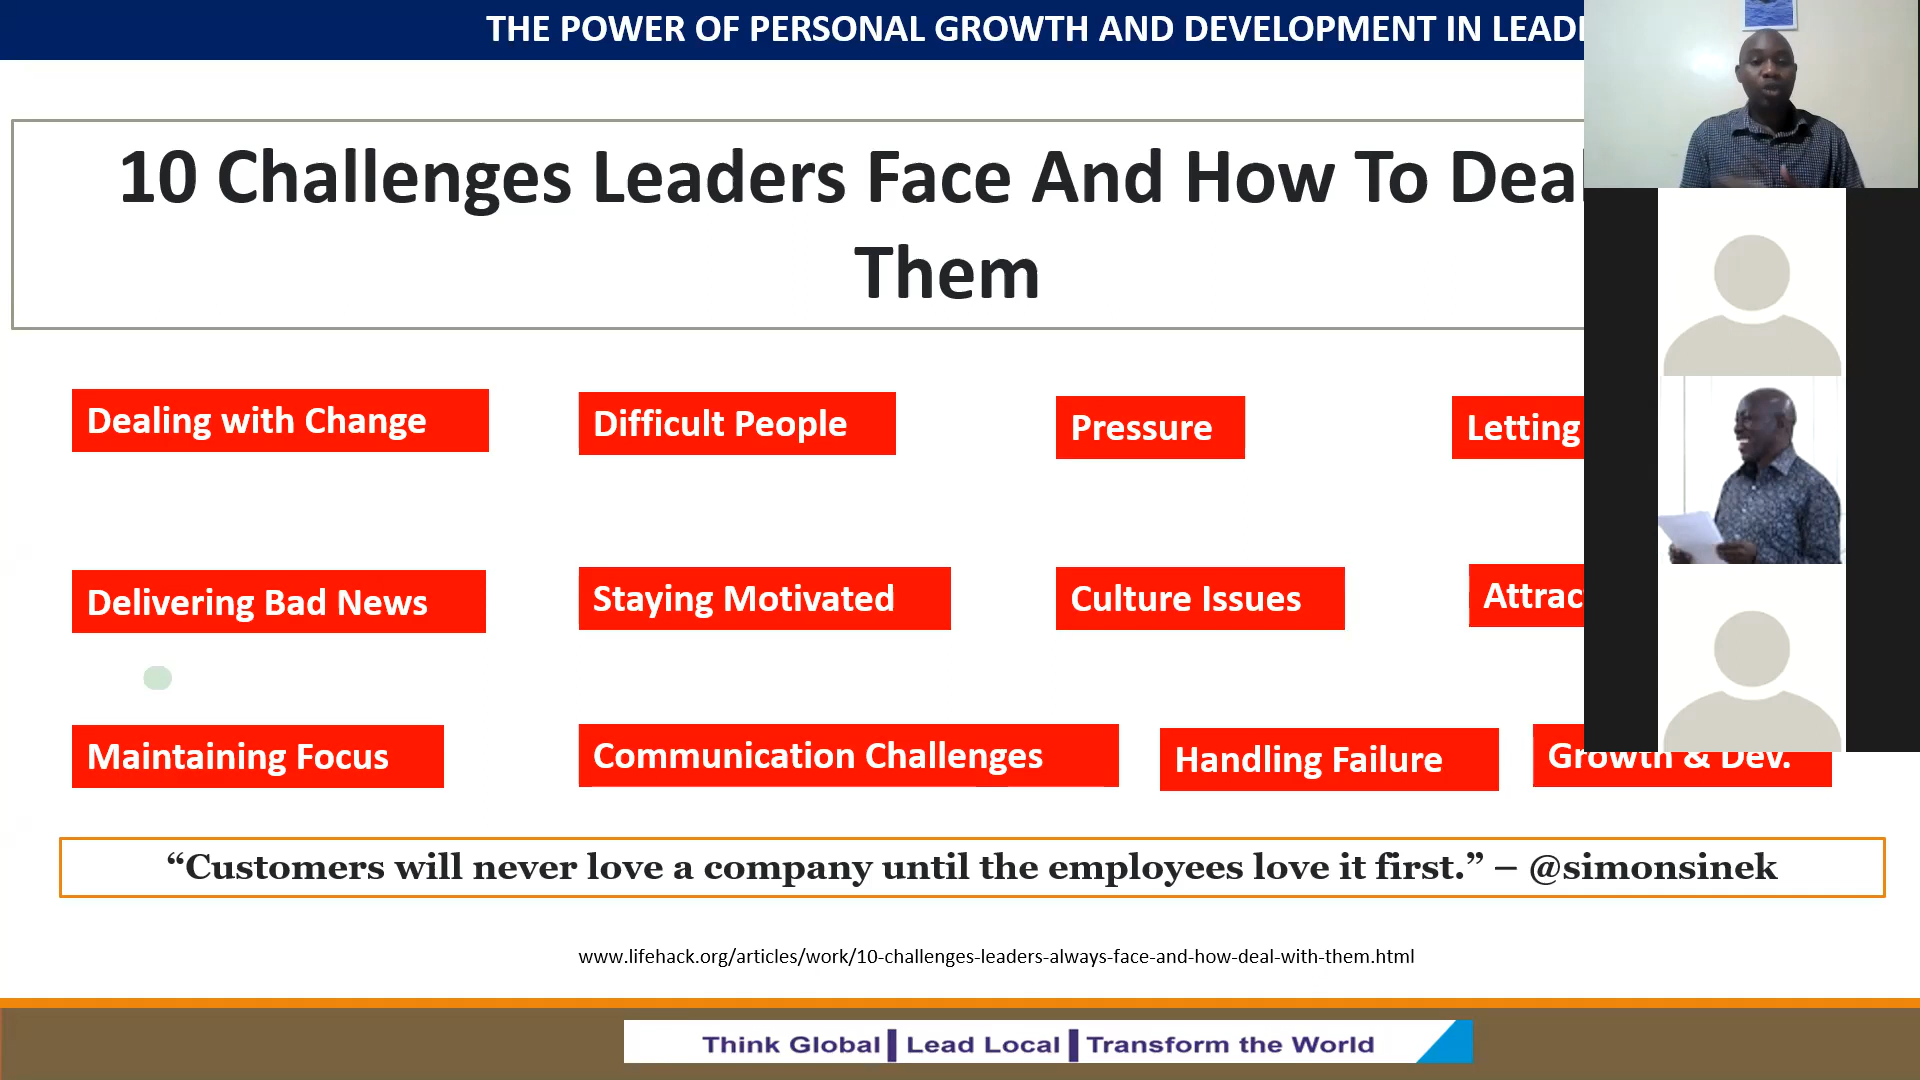 THE POWER OF PERSONAL GROWTH AND DEVELOPMENT IN
10 Challenges Leaders Face And How To
Them
Dealing with Change
Difficult People
Pressure
Letting
Delivering Bad News
Staying Motivated
Culture Issues
Maintaining Focus
Communication Challenges
Handling Failure
Growth & Dev.
“Customers will never love a company until the employees love it first.” – @simonsinek
www.lifehack.org/articles/work/10-challenges-leaders-always-face-and-how-deal-with-them.html
Think Global Lead Local Transform the World